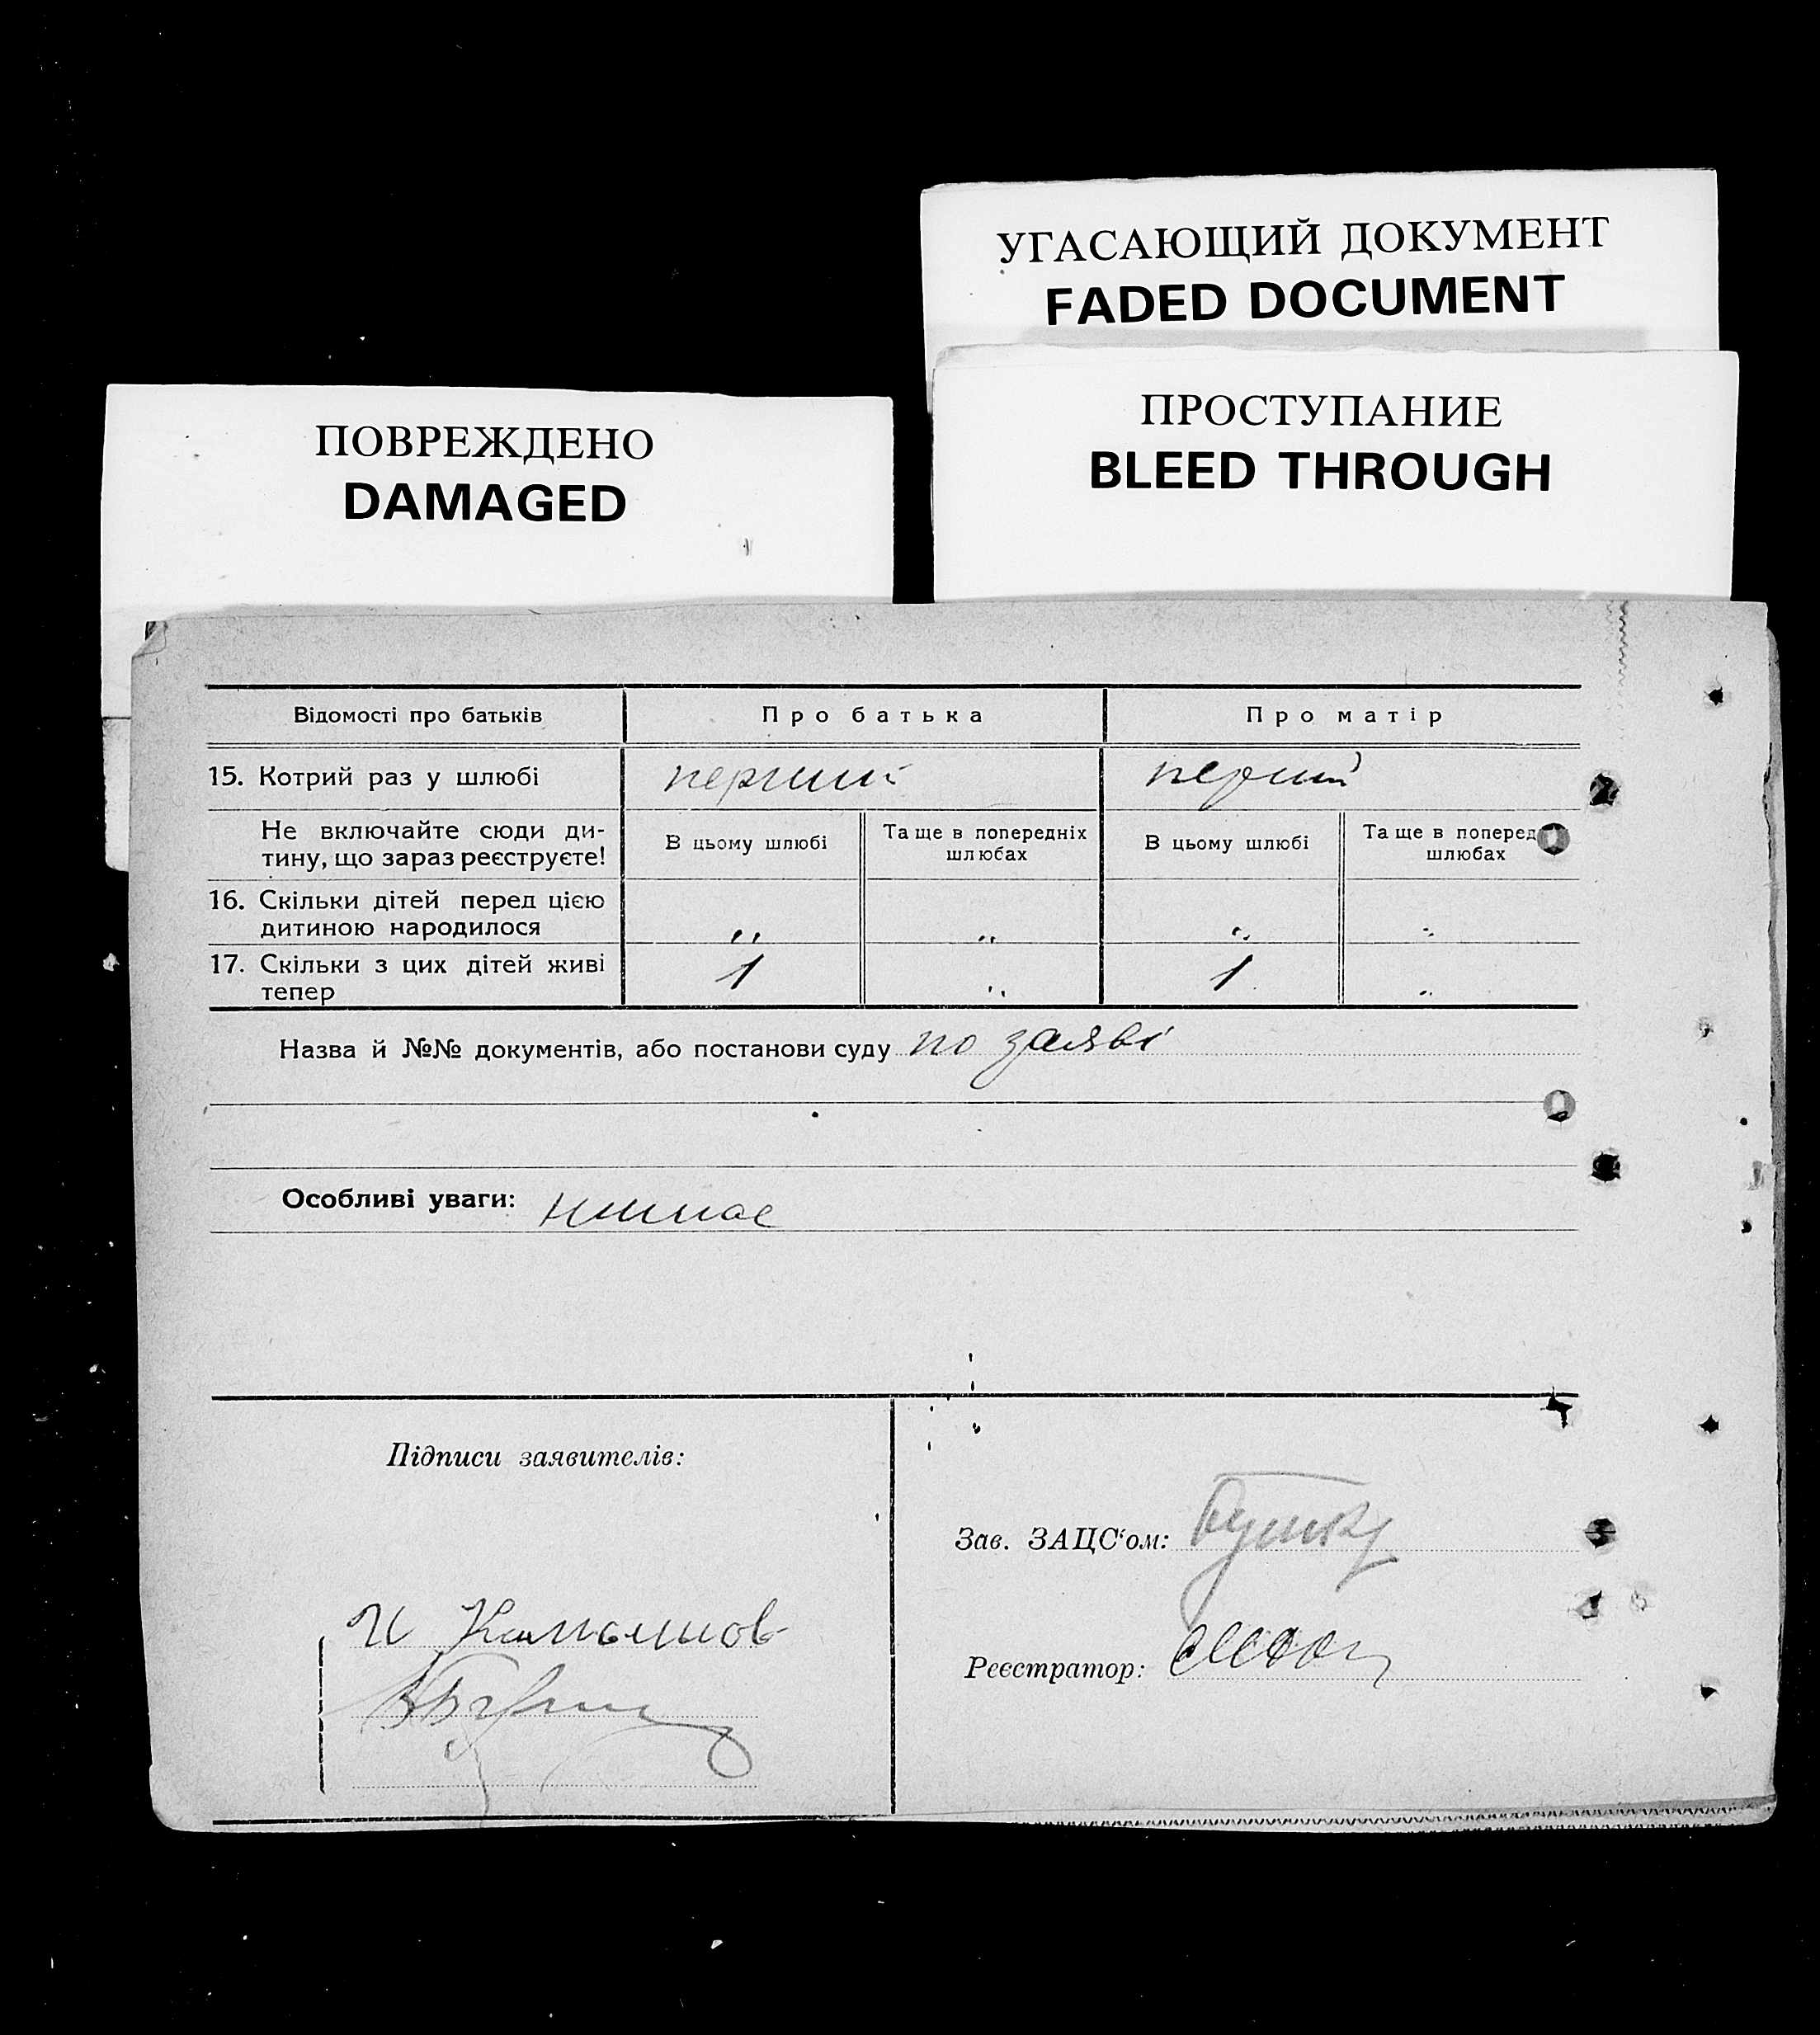 УГАСАЮЩИЙ ДОКУМЕНТ
FADED DOCUMENT
ПРОСТУПАНИЕ
BLEED THROUGH
ПОВРЕЖДЕНО
DAMAGED
Відомості про батьків Про батька Про матір
15. Котрий раз у шлюбі перший перший
Не включайте сюди ди-
тину, що зараз реєструєте!
В цьому шлюбі
Та ще в попередніх
шлюбах
В цьому шлюбі
Та ще в поперед
шлюбах
16. Скільки дітей перед цією
дитиною народилося „ „ „ „
17. Скільки з цих дітей живі
тепер 1 „ 1 „
Назва й №№ документів, або постанови суду по заяві
Особливі уваги: немає
Підписи заявителів:
Зав. ЗАЦС'ом:
И
Реєстратор: